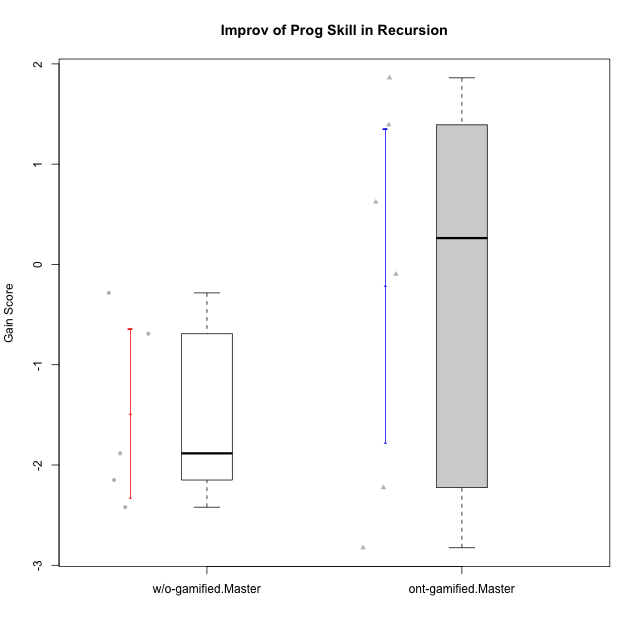 Improv of Prog Skill in Recursion
Gain Score
2
1
0
-1
-2
-3
w/o-gamified.Master
ont-gamified.Master